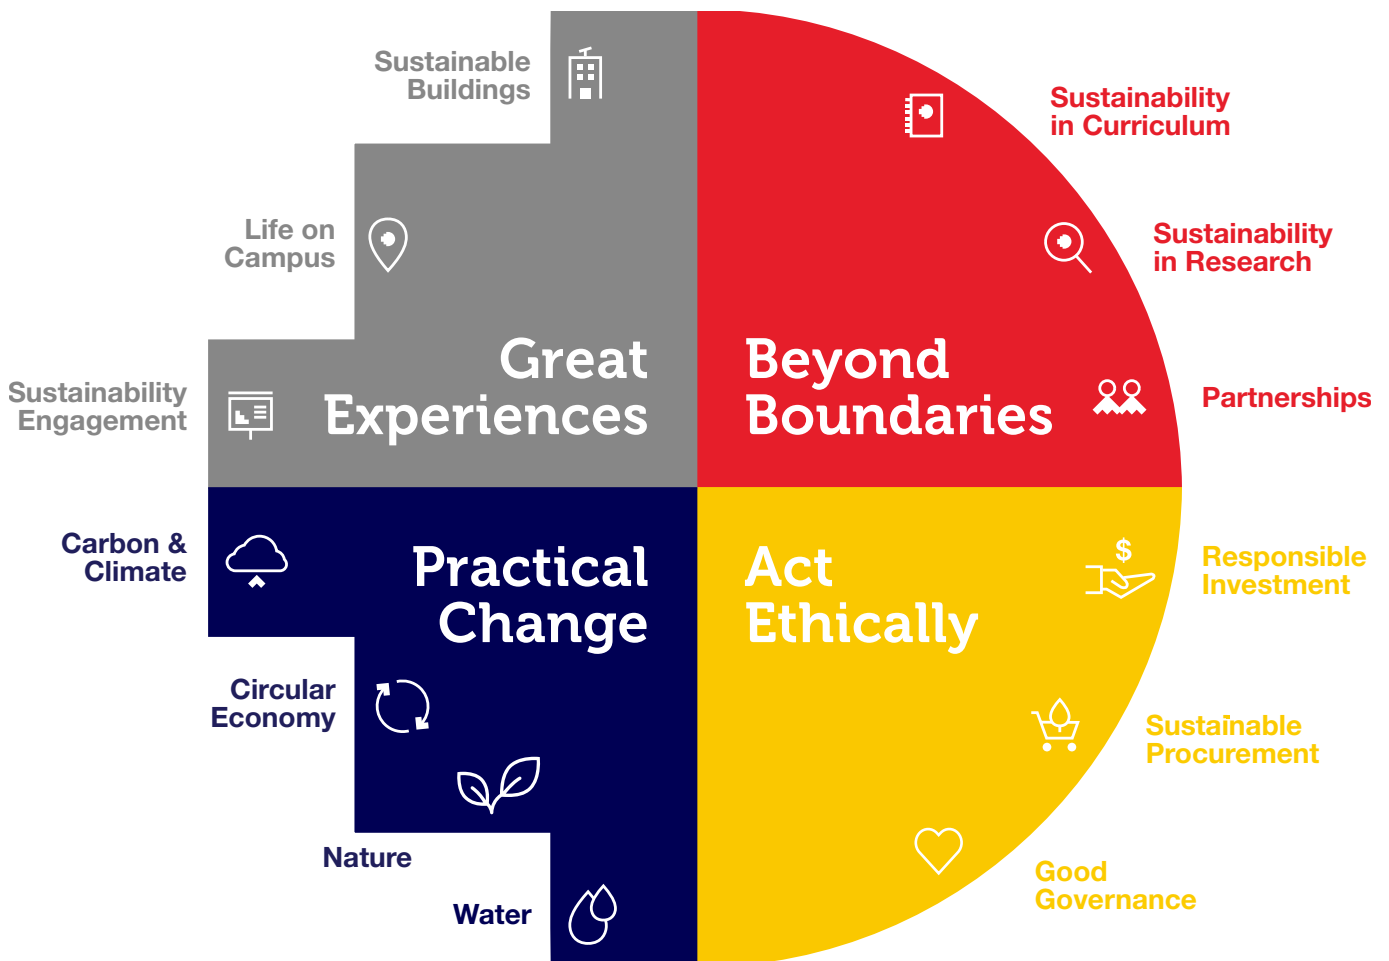 Sustainable
Buildings
Life on
Campus
Sustainability
Engagement
Great
Experiences
Sustainability
in Curriculum
Sustainability
in Research
Partnerships
Beyond
Boundaries
Carbon &
Climate
Circular
Economy
Nature
Water
Practical
Change
Act
Ethically
$
Responsible
Investment
Sustainable
Procurement
Good
Governance